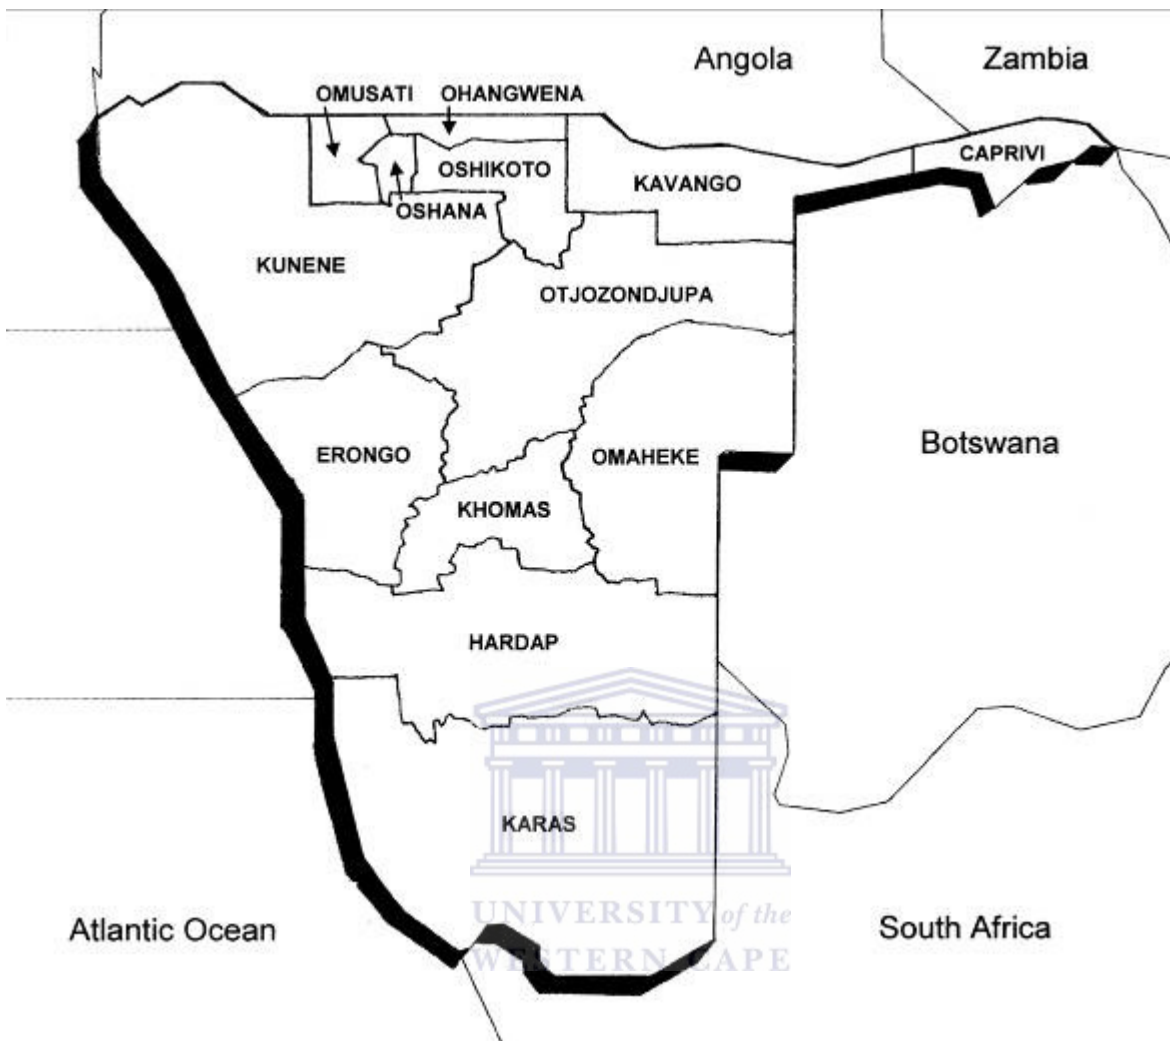 Angola
Zambia
OMUSATI
OHANGWENA
CAPRIVI
OSHIKOTO
KAVANGO
OSHANA
KUNENE
OTJOZONDJUPA
Botswana
ERONGO
OMAHEKE
KHOMAS
HARDAP
KARAS
UNIVERSITY of the
WESTERN CAPE
Atlantic Ocean
South Africa